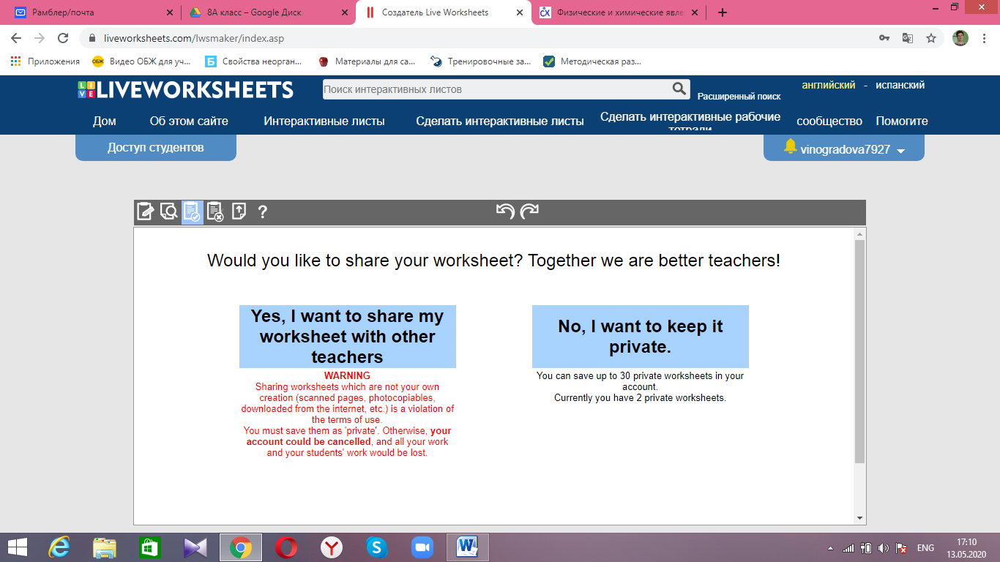 Рамблер/почта
8А класс – Google Диск
Создатель Live Worksheets
Физические и химические явле
liveworksheets.com/lwsmaker/index.asp
Приложения
ОБЖ Видео ОБЖ для уч...
Б Свойства неорган...
Материалы для са...
Тренировочные за...
Методическая раз...
LIVE LIVEWORKSHEETS
Поиск интерактивных листов
Расширенный поиск
английский - испанский
Дом
Об этом сайте
Интерактивные листы
Сделать интерактивные листы
Сделать интерактивные рабочие
тетради
сообщество
Помогите
Доступ студентов
vinogradova7927
?
Would you like to share your worksheet? Together we are better teachers!
Yes, I want to share my
worksheet with other
teachers
WARNING
Sharing worksheets which are not your own
creation (scanned pages, photocopiables,
downloaded from the internet, etc.) is a violation of
the terms of use.
You must save them as 'private'. Otherwise, your
account could be cancelled, and all your work
and your students' work would be lost.
No, I want to keep it
private.
You can save up to 30 private worksheets in your
account.
Currently you have 2 private worksheets.
ENG
17:10
13.05.2020